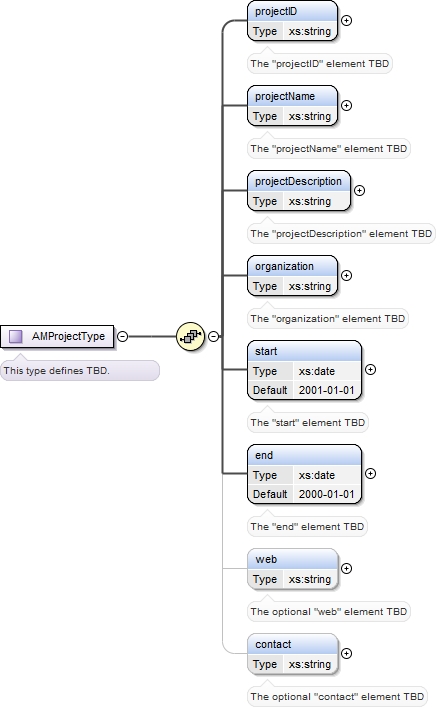 projectID
Type xs:string
The "projectID" element TBD
projectName
Type xs:string
The "projectName" element TBD
projectDescription
Type xs:string
The "projectDescription" element TBD
organization
Type xs:string
The "organization" element TBD
AMProjectType
This type defines TBD.
start
Type xs:date
Default 2001-01-01
The "start" element TBD
end
Type xs:date
Default 2000-01-01
The "end" element TBD
web
Type xs:string
The optional "web" element TBD
contact
Type xs:string
The optional "contact" element TBD